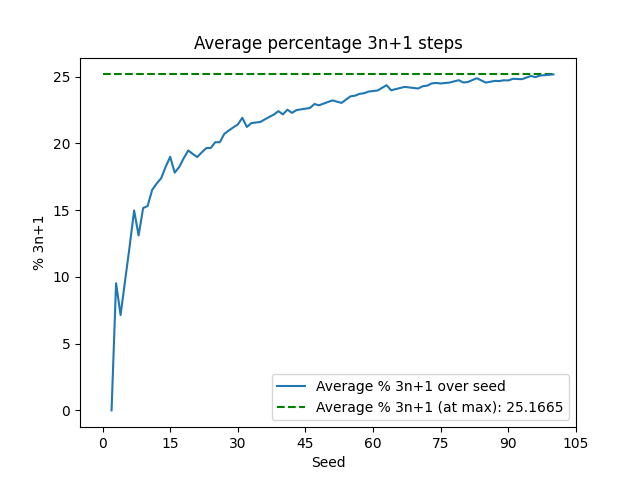 Average percentage 3n+1 steps
25
20
15
10
5
0
% 3n+1
Average % 3n+1 over seed
Average % 3n+1 (at max): 25.1665
0 15 30 45 60 75 90 105
Seed